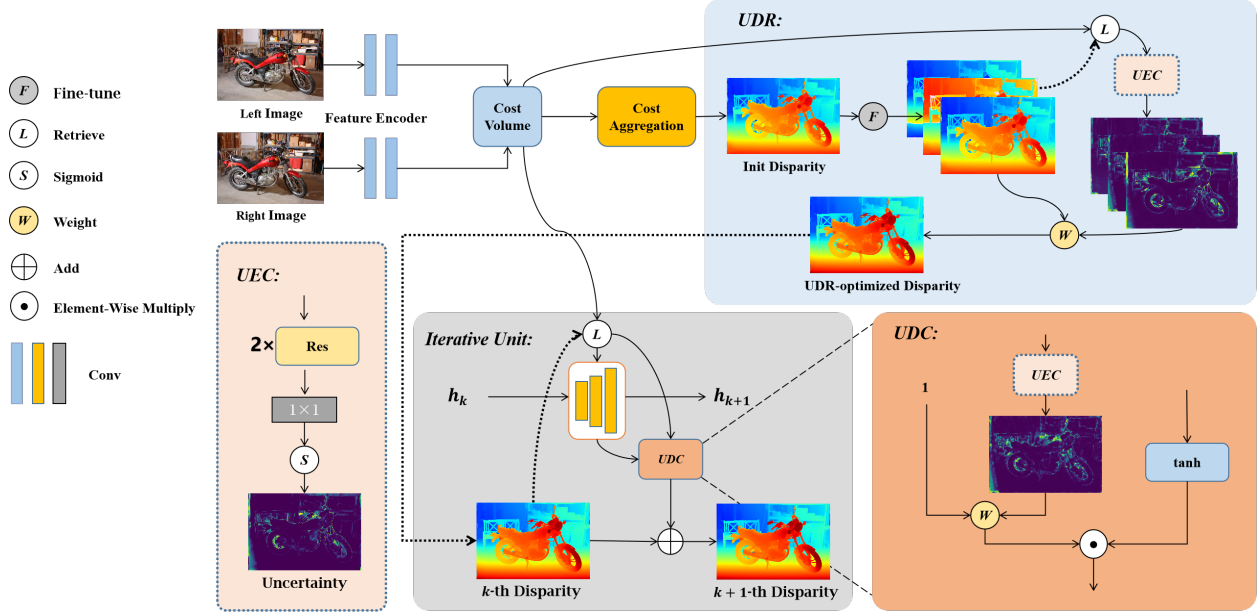 F Fine-tune
L Retrieve
S Sigmoid
W Weight
Add
Element-Wise Multiply
Conv
Left Image
Right Image
Feature Encoder
Cost
Volume
Cost
Aggregation
UDR:
Init Disparity
F
L
UEC
W
UDR-optimized Disparity
UEC:
2×
Res
1×1
S
Uncertainty
Iterative Unit:
L
h_k
h_{k+1}
UDC
k-th Disparity
k + 1-th Disparity
UDC:
UEC
1
tanh
W